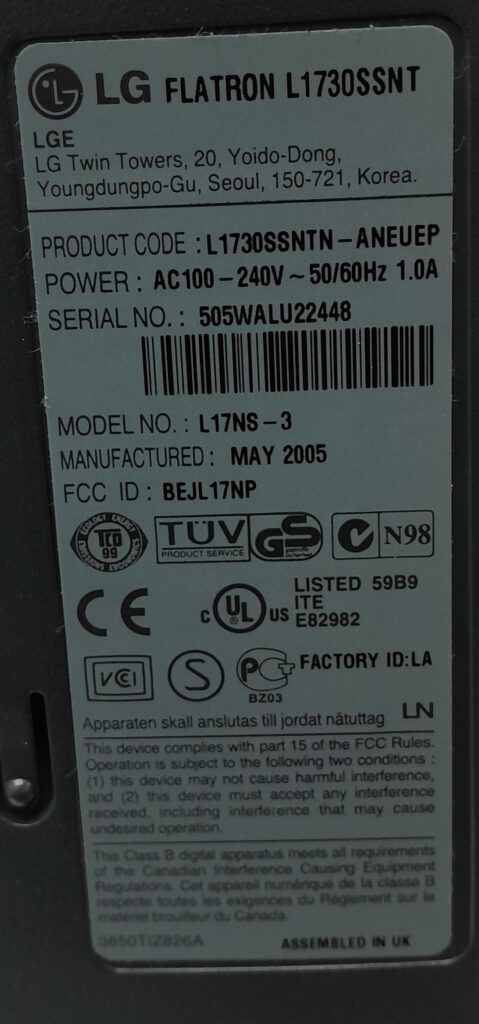 LG FLATRON L1730SSNT
LGE
LG Twin Towers, 20, Yoido-Dong,
Youngdungpo-Gu, Seoul, 150-721, Korea.
PRODUCT CODE : L1730SSNTN-ANEUEP
POWER : AC100-240V~50/60Hz 1.0A
SERIAL NO. : 505WALU22448
MODEL NO. : L17NS-3
MANUFACTURED : MAY 2005
FCC ID : BEJL17NP
ECOLOGY ENERGY
TCO
99
EMISSIONS ERGONOMICS
TÜV
PRODUCT SERVICE
GS
geprüfte
Sicherheit
N98
CE
C UL US
LISTED 59B9
ITE
E82982
VCI
S
PCT
BZ03
FACTORY ID:LA
Apparaten skall anslutas till jordat nätuttag LN
This device complies with part 15 of the FCC Rules.
Operation is subject to the following two conditions :
(1) this device may not cause harmful interference,
and (2) this device must accept any interference
received, including interference that may cause
undesired operation.
This Class B digital apparatus meets all requirements
of the Canadian Interference Causing Equipment
Regulations. Cet appareil numérique de la classe B
respecte toutes les exigences du Règlement sur le
matériel brouilleur du Canada.
3850TIZ826A
ASSEMBLED IN UK